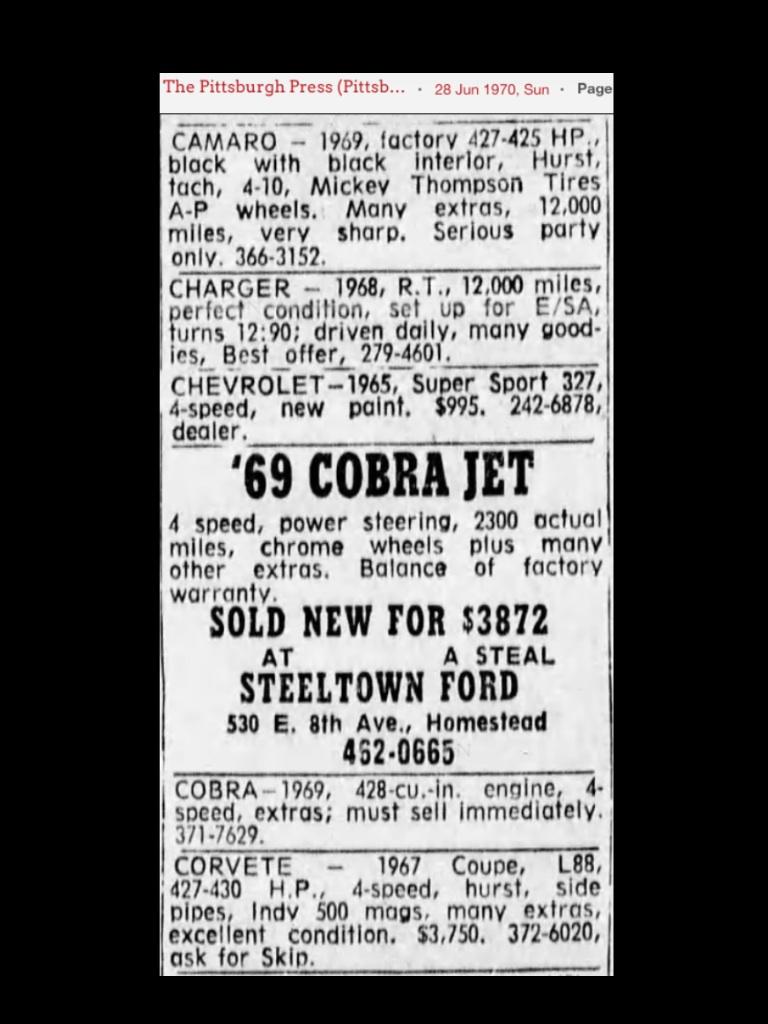 The Pittsburgh Press (Pittsb... · 28 Jun 1970, Sun · Page
CAMARO — 1969, factory 427-425 HP.,
black with black interior, Hurst,
tach, 4-10, Mickey Thompson Tires
A-P wheels. Many extras, 12,000
miles, very sharp. Serious party
only. 366-3152.
CHARGER — 1968, R.T., 12,000 miles,
perfect condition, set up for E/SA,
turns 12:90; driven daily, many good-
ies, Best offer, 279-4601.
CHEVROLET—1965, Super Sport 327,
4-speed, new paint. $995. 242-6878,
dealer.
'69 COBRA JET
4 speed, power steering, 2300 actual
miles, chrome wheels plus many
other extras. Balance of factory
warranty.
SOLD NEW FOR $3872
AT A STEAL
STEELTOWN FORD
530 E. 8th Ave., Homestead
462-0665
COBRA—1969, 428-cu.-in. engine, 4-
speed, extras; must sell immediately.
371-7629.
CORVETE — 1967 Coupe, L88,
427-430 H.P., 4-speed, hurst, side
pipes, Indy 500 mags, many extras,
excellent condition. $3,750. 372-6020,
ask for Skip.